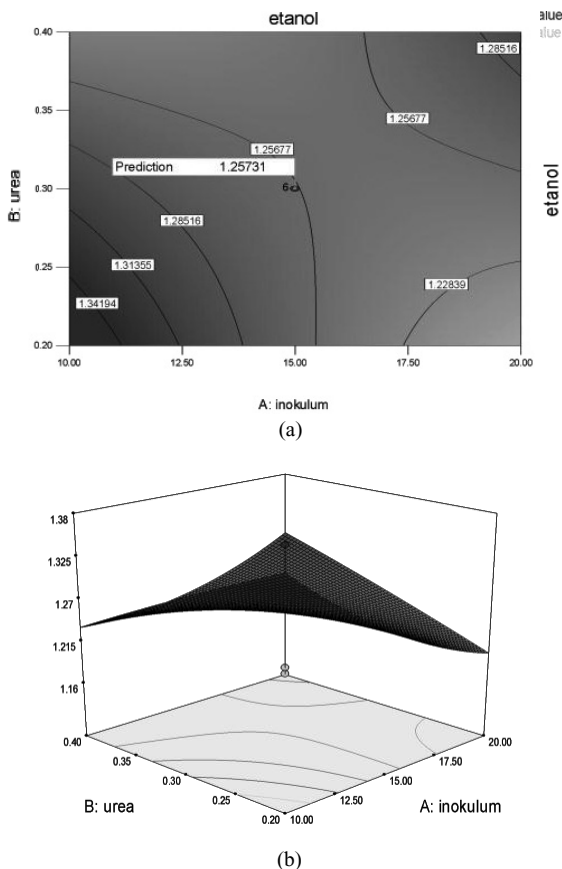 etanol
alue
alue
0.40
1.28516
0.35
1.25677
1.25677
Prediction 1.25731
B: urea
0.30
6
etanol
1.28516
0.25
1.31355
1.22839
1.34194
0.20
10.00 12.50 15.00 17.50 20.00
A: inokulum
(a)
1.38
1.325
1.27
1.215
1.16
0.40 20.00
0.35 17.50
0.30 15.00
B: urea 0.25 12.50 A: inokulum
0.20 10.00
(b)